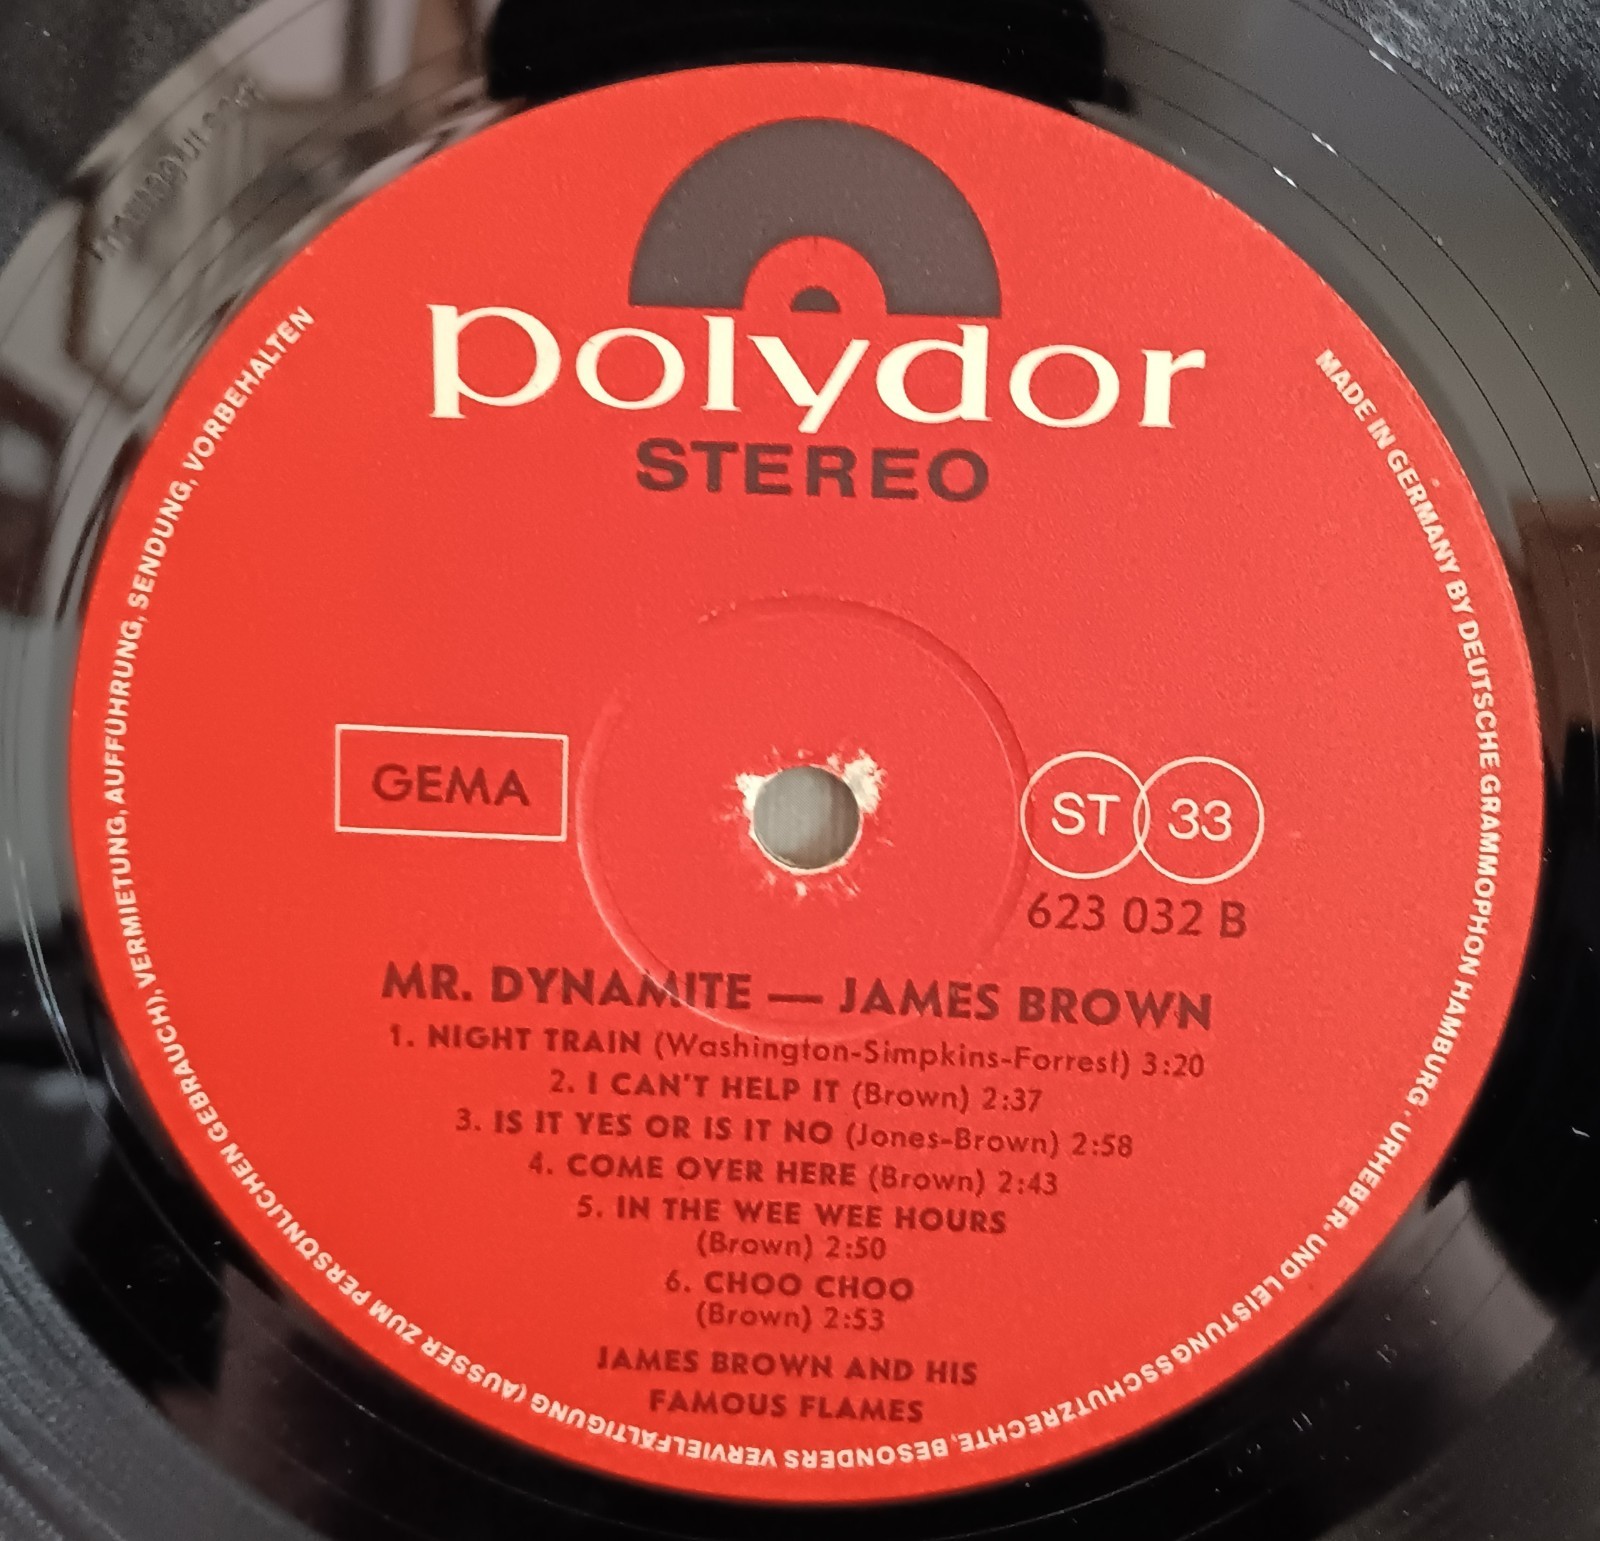 polydor
STEREO
GEMA
ST 33
623 032 B
MR. DYNAMITE — JAMES BROWN
1. NIGHT TRAIN (Washington-Simpkins-Forrest) 3:20
2. I CAN'T HELP IT (Brown) 2:37
3. IS IT YES OR IS IT NO (Jones-Brown) 2:58
4. COME OVER HERE (Brown) 2:43
5. IN THE WEE WEE HOURS
(Brown) 2:50
6. CHOO CHOO
(Brown) 2:53
JAMES BROWN AND HIS
FAMOUS FLAMES
MADE IN GERMANY BY DEUTSCHE GRAMMOPHON HAMBURG. URHEBER- UND LEISTUNGSSCHUTZRECHTE, BESONDERS VERVIELFÄLTIGUNG (AUSSER ZUM PERSÖNLICHEN GEBRAUCH), VERMIETUNG, AUFFÜHRUNG, SENDUNG, VORBEHALTEN